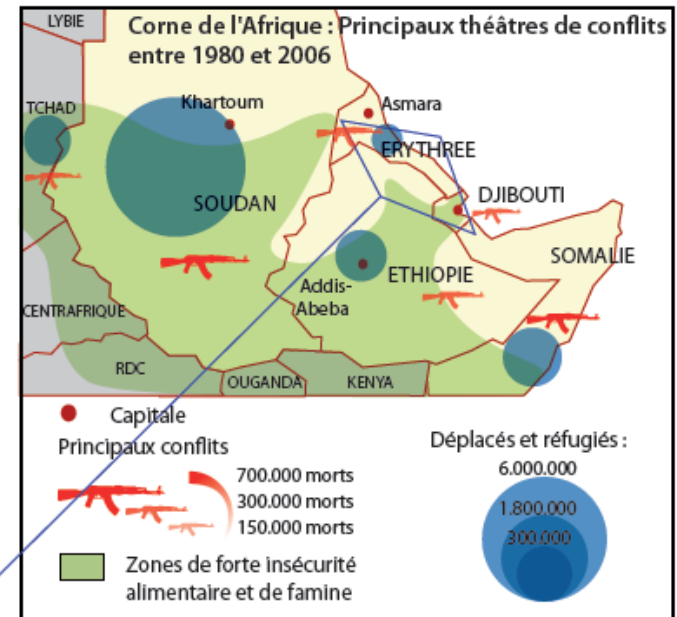 LYBIE
Corne de l'Afrique : Principaux théâtres de conflits
entre 1980 et 2006
TCHAD
Khartoum
Asmara
ERYTHREE
SOUDAN
DJIBOUTI
SOMALIE
ETHIOPIE
Addis-
Abeba
CENTRAFRIQUE
RDC
OUGANDA
KENYA
Capitale
Principaux conflits
700.000 morts
300.000 morts
150.000 morts
Zones de forte insécurité
alimentaire et de famine
Déplacés et réfugiés :
6.000.000
1.800.000
300.000